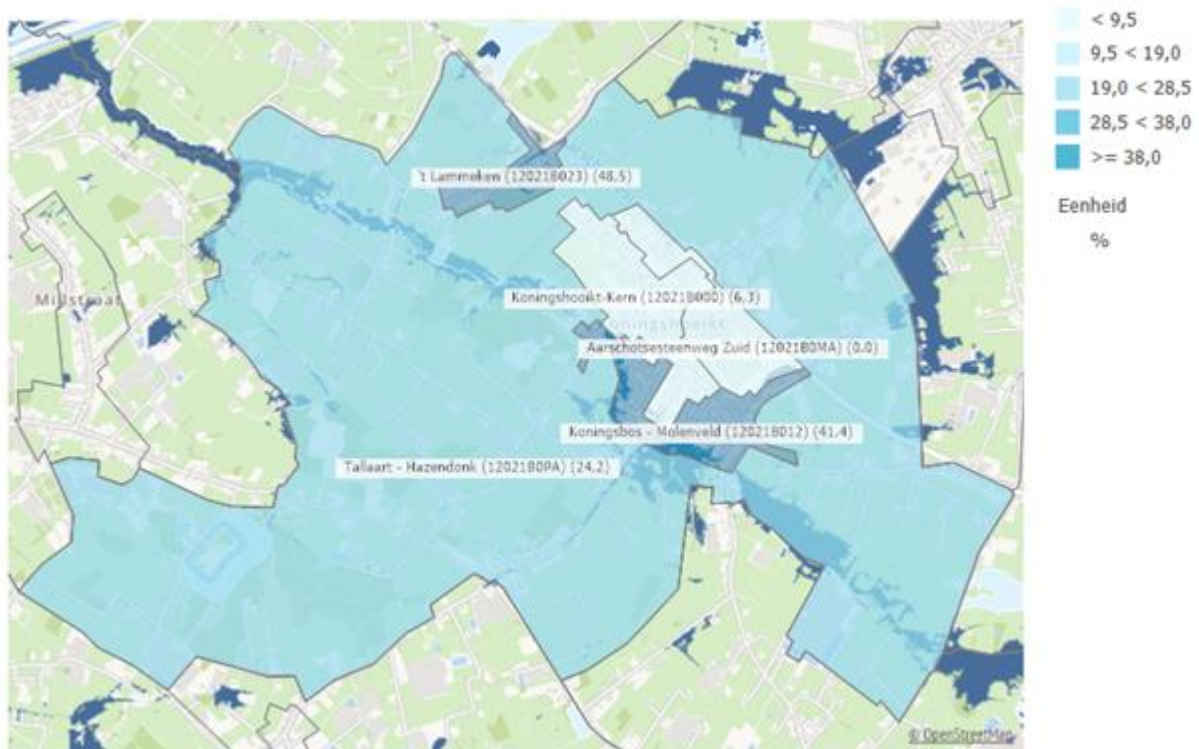 < 9,5
9,5 < 19,0
19,0 < 28,5
28,5 < 38,0
>= 38,0
Eenheid
%
't Lammeken (12021B023) (48,5)
Millstraat
Koningshooikt-Kern (12021B000) (6,3)
Koningshooikt
Aarschotsesteenweg Zuid (12021B0MA) (0,0)
Koningsbos - Molenveld (12021B012) (41,4)
Tallaart - Hazendonk (12021B0PA) (24,2)
© OpenStreetMap